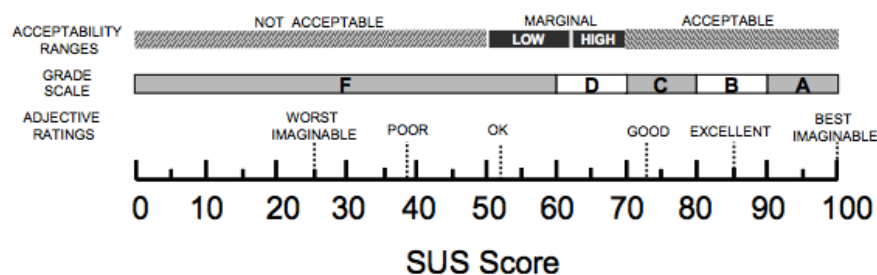 NOT ACCEPTABLE
MARGINAL
ACCEPTABLE
ACCEPTABILITY
RANGES
LOW
HIGH
GRADE
SCALE
F
D
C
B
A
ADJECTIVE
RATINGS
WORST
IMAGINABLE
POOR
OK
GOOD
EXCELLENT
BEST
IMAGINABLE
0 10 20 30 40 50 60 70 80 90 100
SUS Score